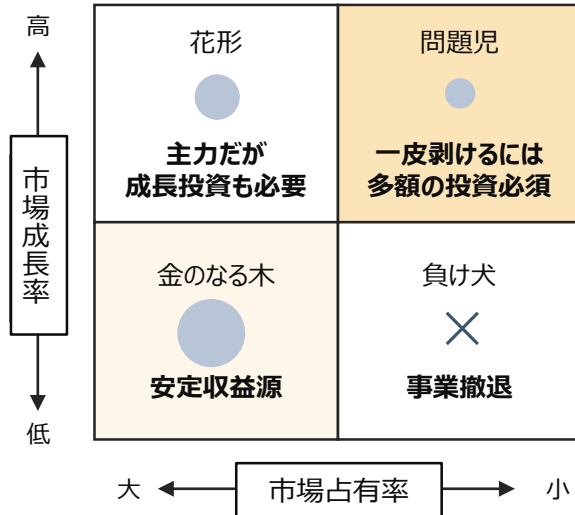 高
市場成長率
低
花形
主力だが
成長投資も必要
問題児
一皮剥けるには
多額の投資必須
金のなる木
安定収益源
負け犬
事業撤退
大
市場占有率
小